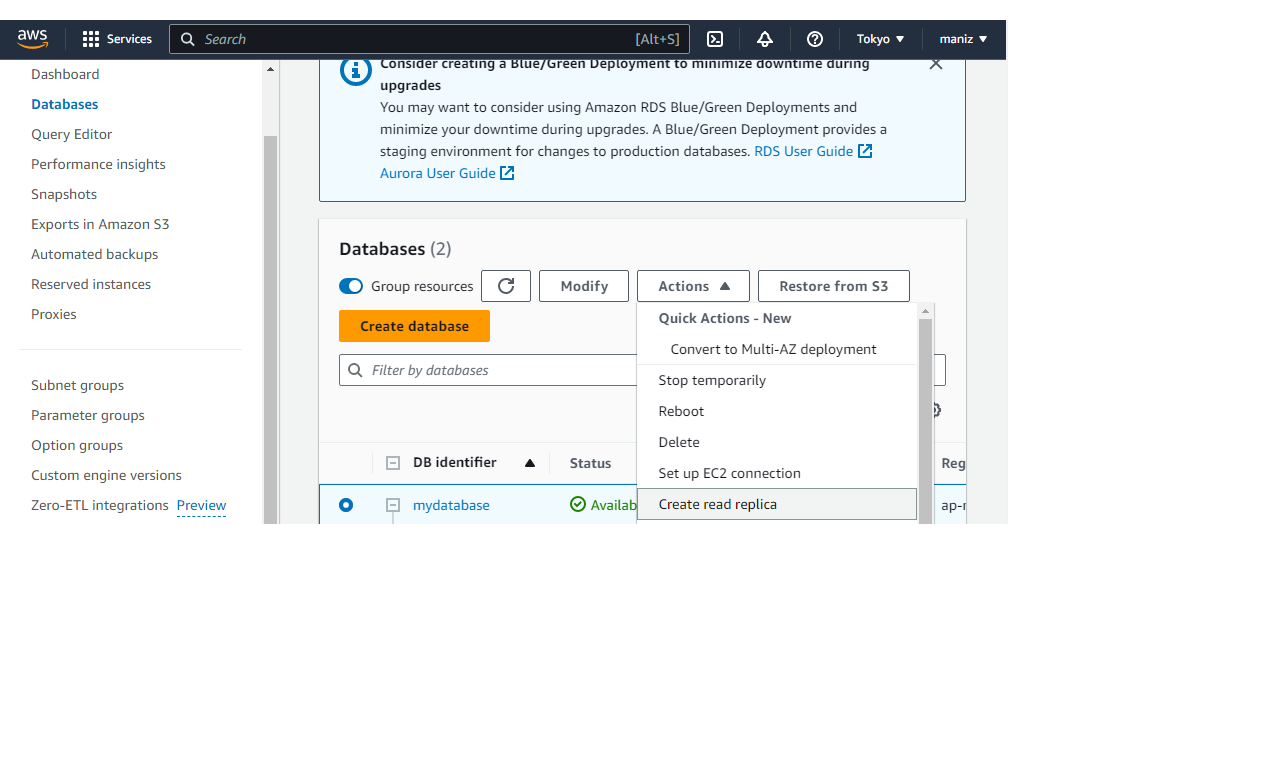 aws
Services
Search
[Alt+S]
Tokyo
maniz
Dashboard
Databases
Query Editor
Performance insights
Snapshots
Exports in Amazon S3
Automated backups
Reserved instances
Proxies
Subnet groups
Parameter groups
Option groups
Custom engine versions
Zero-ETL integrations Preview
Consider creating a Blue/Green Deployment to minimize downtime during
upgrades
You may want to consider using Amazon RDS Blue/Green Deployments and
minimize your downtime during upgrades. A Blue/Green Deployment provides a
staging environment for changes to production databases. RDS User Guide
Aurora User Guide
Databases (2)
Group resources
Modify
Actions
Restore from S3
Create database
Filter by databases
Quick Actions - New
Convert to Multi-AZ deployment
Stop temporarily
Reboot
Delete
Set up EC2 connection
Create read replica
DB identifier
Status
Reg
mydatabase
Availab